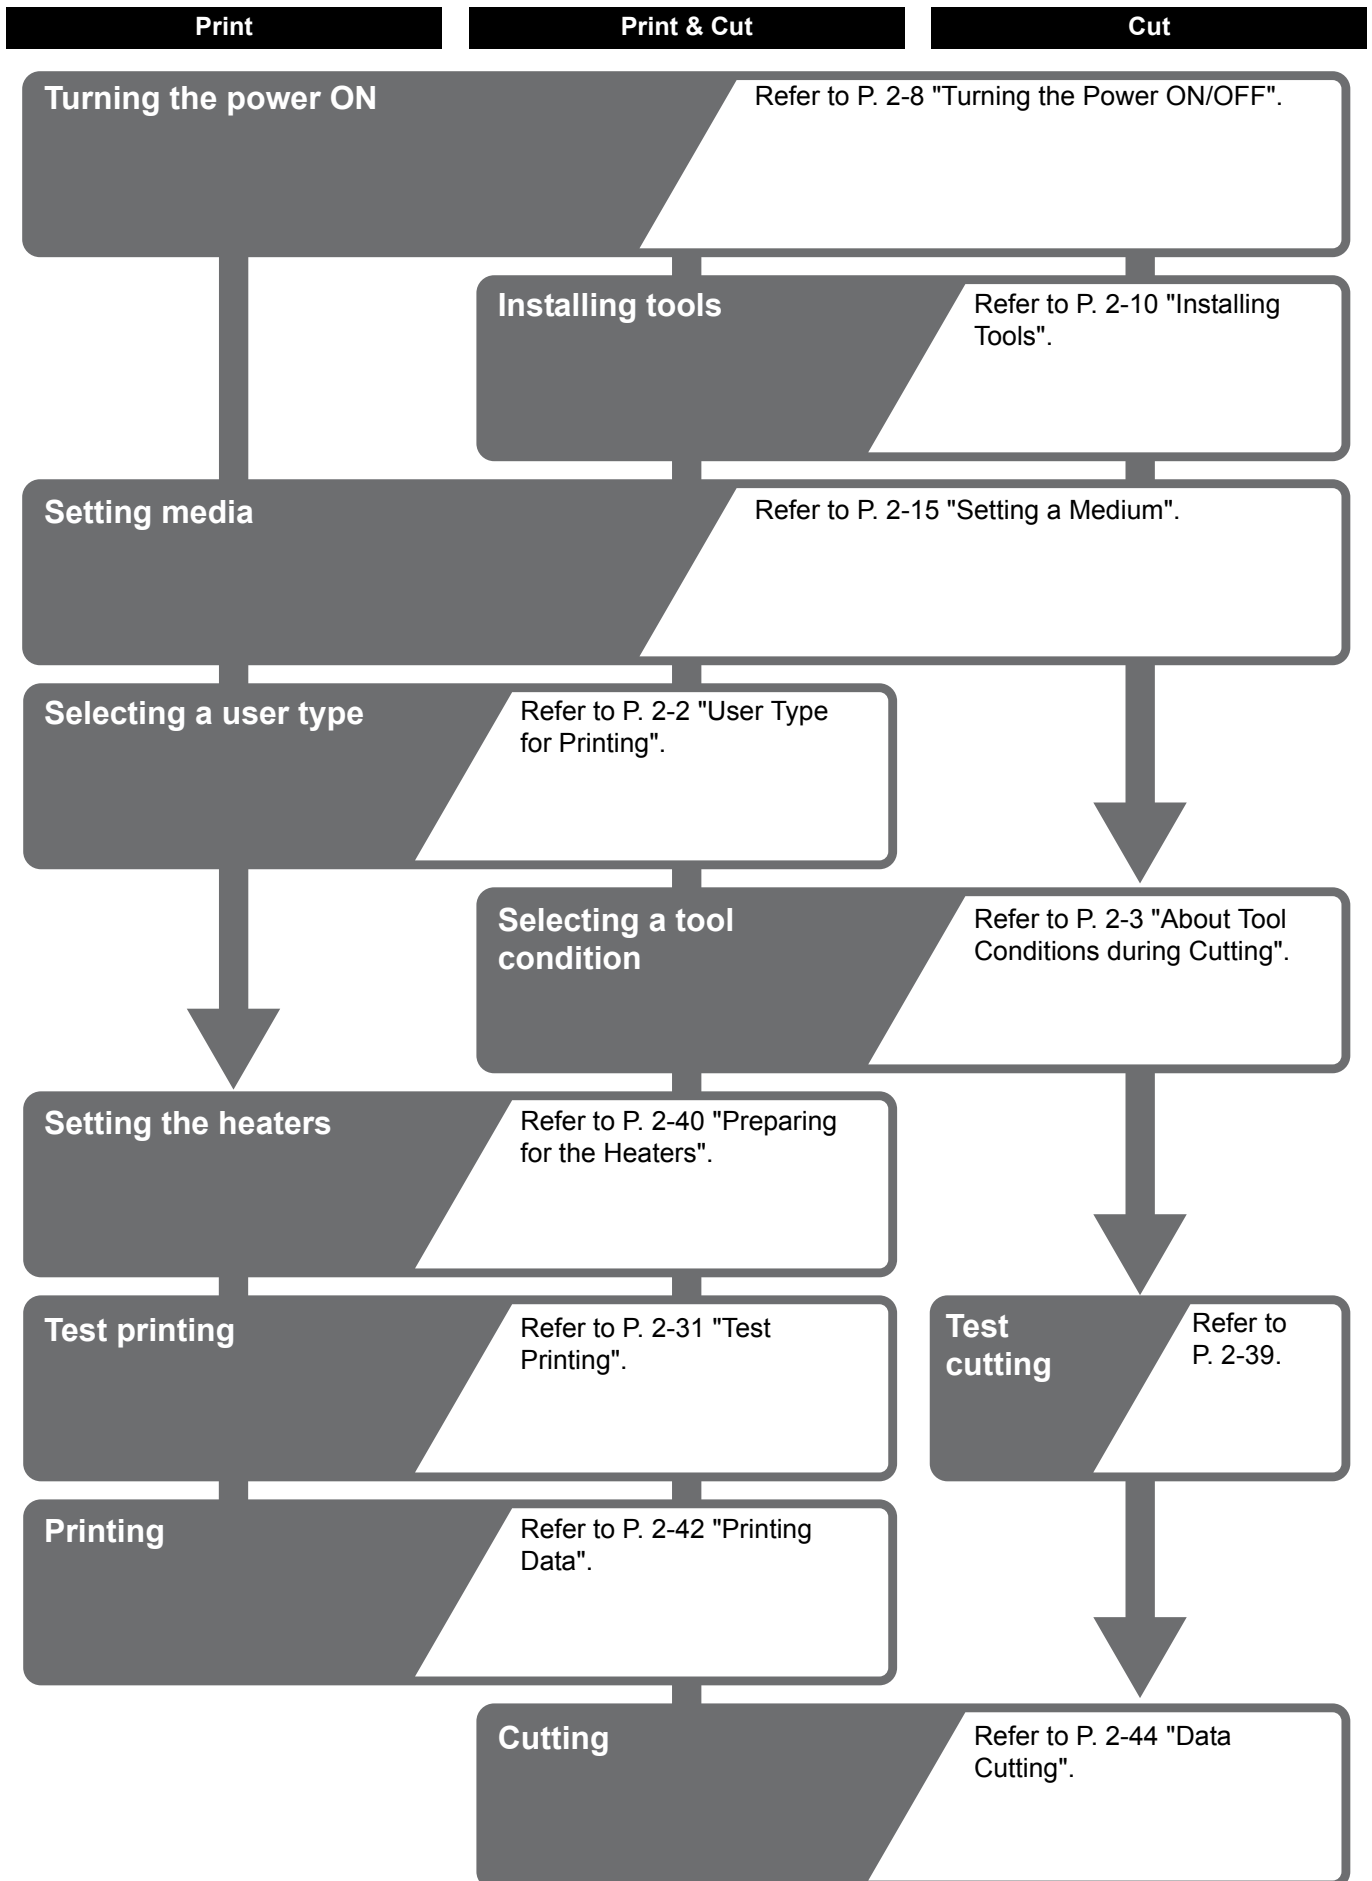 Print
Print & Cut
Cut
Turning the power ON
Refer to P. 2-8 "Turning the Power ON/OFF".
Installing tools
Refer to P. 2-10 "Installing
Tools".
Setting media
Refer to P. 2-15 "Setting a Medium".
Selecting a user type
Refer to P. 2-2 "User Type
for Printing".
Selecting a tool
condition
Refer to P. 2-3 "About Tool
Conditions during Cutting".
Setting the heaters
Refer to P. 2-40 "Preparing
for the Heaters".
Test printing
Refer to P. 2-31 "Test
Printing".
Test
cutting
Refer to
P. 2-39.
Printing
Refer to P. 2-42 "Printing
Data".
Cutting
Refer to P. 2-44 "Data
Cutting".